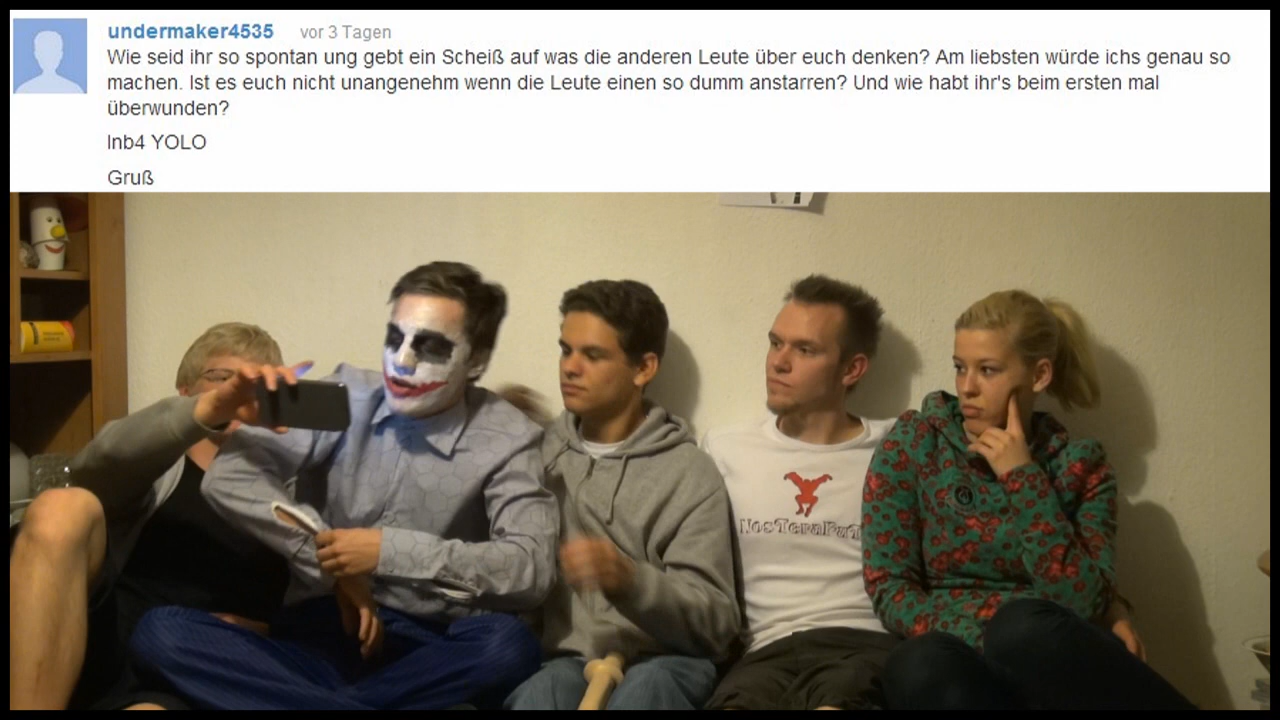 undermaker4535 vor 3 Tagen
Wie seid ihr so spontan ung gebt ein Scheiß auf was die anderen Leute über euch denken? Am liebsten würde ichs genau so
machen. Ist es euch nicht unangenehm wenn die Leute einen so dumm anstarren? Und wie habt ihr's beim ersten mal
überwunden?
Inb4 YOLO
Gruß